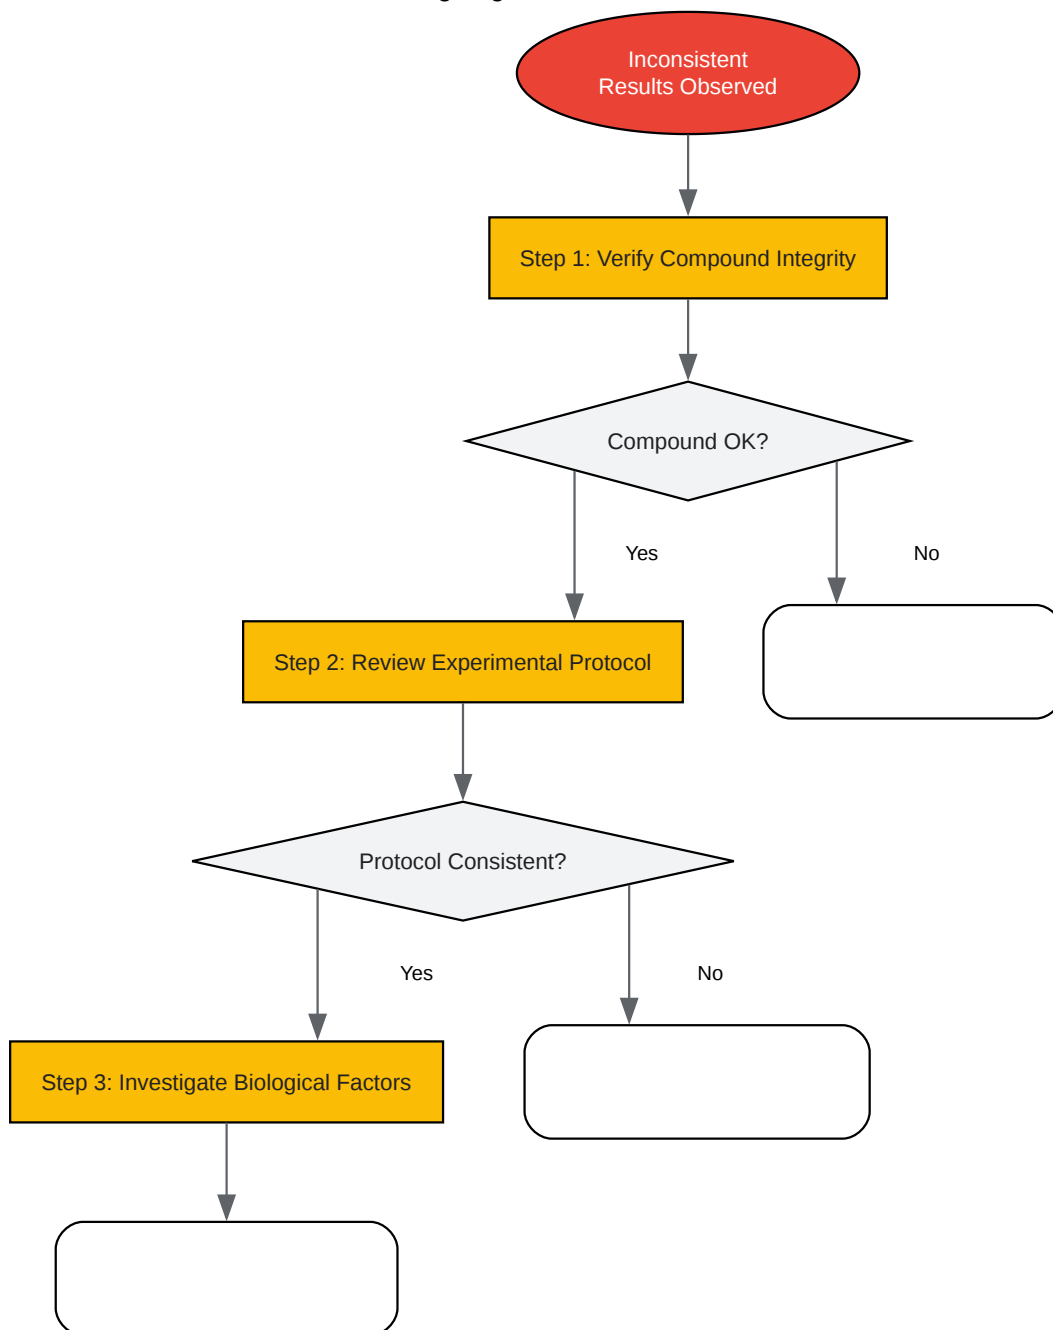 Inconsistent
Results Observed
Step 1: Verify Compound Integrity
Compound OK?
Yes
No
Step 2: Review Experimental Protocol
Protocol Consistent?
Yes
No
Step 3: Investigate Biological Factors